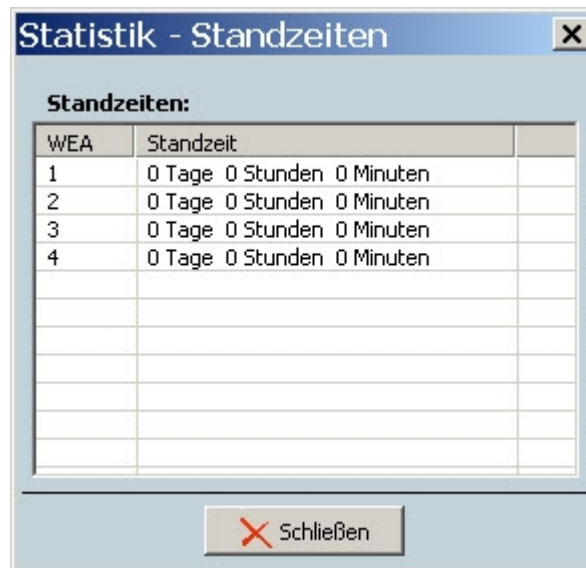 Statistik - Standzeiten
Standzeiten:
WEA Standzeit
1 0 Tage 0 Stunden 0 Minuten
2 0 Tage 0 Stunden 0 Minuten
3 0 Tage 0 Stunden 0 Minuten
4 0 Tage 0 Stunden 0 Minuten
Schließen